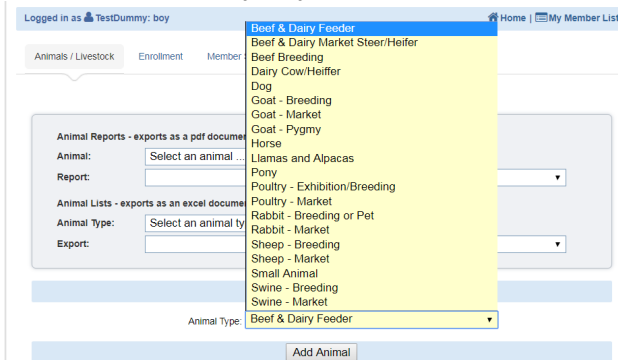 Logged in as TestDummy: boy
Home | My Member List
Animals / Livestock Enrollment Member
Animal Reports - exports as a pdf
Animal: Select an animal ...
Report:
Animal Lists - exports as an excel
Animal Type: Select an animal
Export:
Beef & Dairy Feeder
Beef & Dairy Market Steer/Heifer
Beef Breeding
Dairy Cow/Heiffer
Dog
Goat - Breeding
Goat - Market
Goat - Pygmy
Horse
Llamas and Alpacas
Pony
Poultry - Exhibition/Breeding
Poultry - Market
Rabbit - Breeding or Pet
Rabbit - Market
Sheep - Breeding
Sheep - Market
Small Animal
Swine - Breeding
Swine - Market
Animal Type: Beef & Dairy Feeder
Add Animal